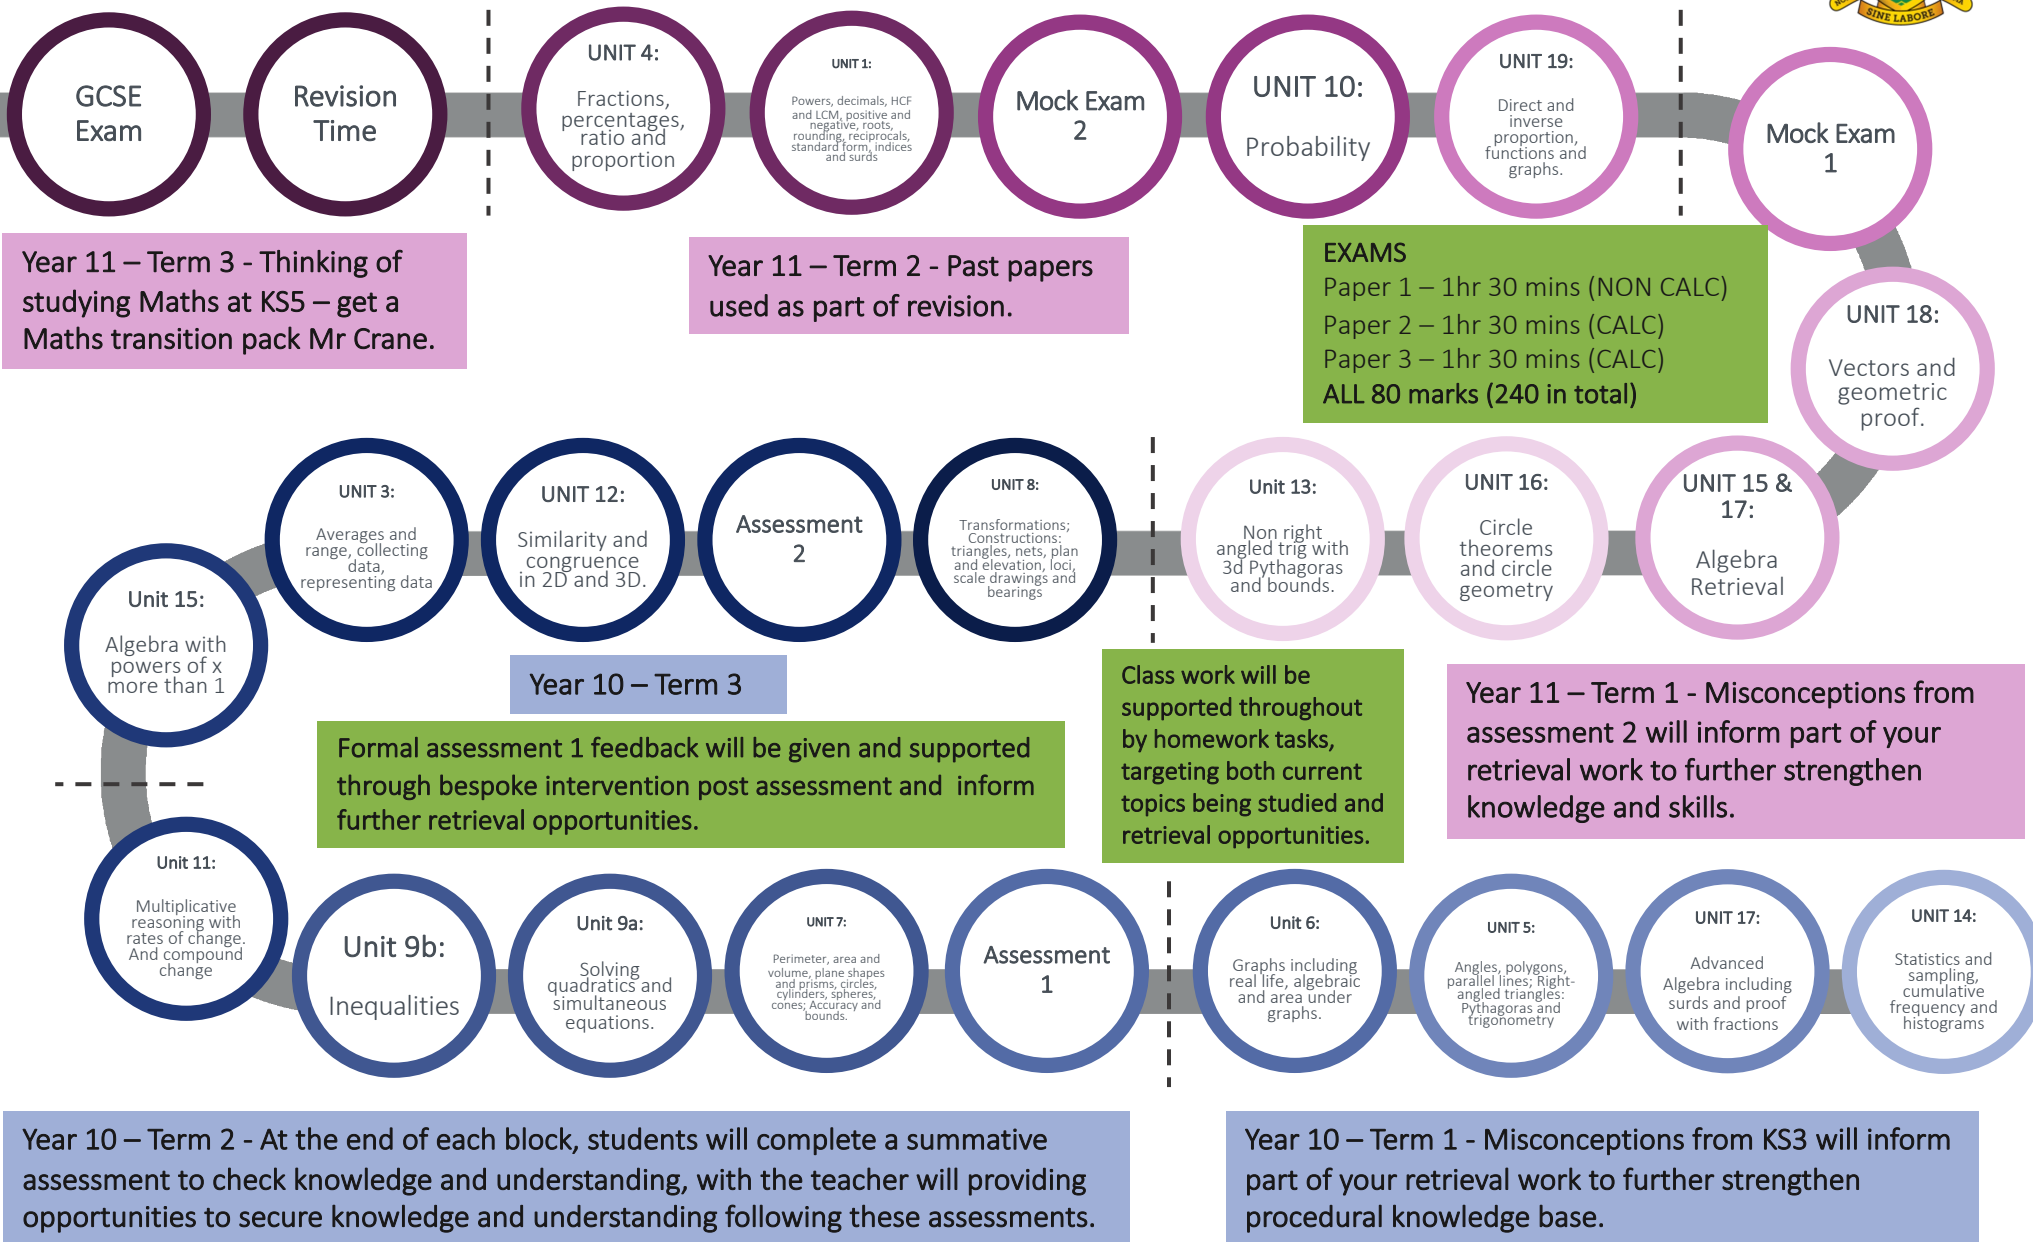 SINE LABORE
GCSE
Exam
Revision
Time
UNIT 4:
Fractions,
percentages,
ratio and
proportion
UNIT 1:
Powers, decimals, HCF
and LCM, positive and
negative, roots,
rounding, reciprocals,
standard form, indices
and surds
Mock Exam
2
UNIT 10:
Probability
UNIT 19:
Direct and
inverse
proportion,
functions and
graphs.
Mock Exam
1
Year 11 – Term 3 - Thinking of
studying Maths at KS5 – get a
Maths transition pack Mr Crane.
Year 11 – Term 2 - Past papers
used as part of revision.
EXAMS
Paper 1 – 1hr 30 mins (NON CALC)
Paper 2 – 1hr 30 mins (CALC)
Paper 3 – 1hr 30 mins (CALC)
ALL 80 marks (240 in total)
UNIT 18:
Vectors and
geometric
proof.
Unit 15:
Algebra with
powers of x
more than 1
UNIT 3:
Averages and
range, collecting
data,
representing data
UNIT 12:
Similarity and
congruence
in 2D and 3D.
Assessment
2
UNIT 8:
Transformations;
Constructions:
triangles, nets, plan
and elevation, loci,
scale drawings and
bearings
Unit 13:
Non right
angled trig with
3d Pythagoras
and bounds.
UNIT 16:
Circle
theorems
and circle
geometry
UNIT 15 &
17:
Algebra
Retrieval
Year 10 – Term 3
Formal assessment 1 feedback will be given and supported
through bespoke intervention post assessment and  inform
further retrieval opportunities.
Class work will be
supported throughout
by homework tasks,
targeting both current
topics being studied and
retrieval opportunities.
Year 11 – Term 1 - Misconceptions from
assessment 2 will inform part of your
retrieval work to further strengthen
knowledge and skills.
Unit 11:
Multiplicative
reasoning with
rates of change.
And compound
change
Unit 9b:
Inequalities
Unit 9a:
Solving
quadratics and
simultaneous
equations.
UNIT 7:
Perimeter, area and
volume, plane shapes
and prisms, circles,
cylinders, spheres,
cones; Accuracy and
bounds.
Assessment
1
Unit 6:
Graphs including
real life, algebraic
and area under
graphs.
UNIT 5:
Angles, polygons,
parallel lines; Right-
angled triangles:
Pythagoras and
trigonometry
UNIT 17:
Advanced
Algebra including
surds and proof
with fractions
UNIT 14:
Statistics and
sampling,
cumulative
frequency and
histograms
Year 10 – Term 2 - At the end of each block, students will complete a summative
assessment to check knowledge and understanding, with the teacher will providing
opportunities to secure knowledge and understanding following these assessments.
Year 10 – Term 1 - Misconceptions from KS3 will inform
part of your retrieval work to further strengthen
procedural knowledge base.